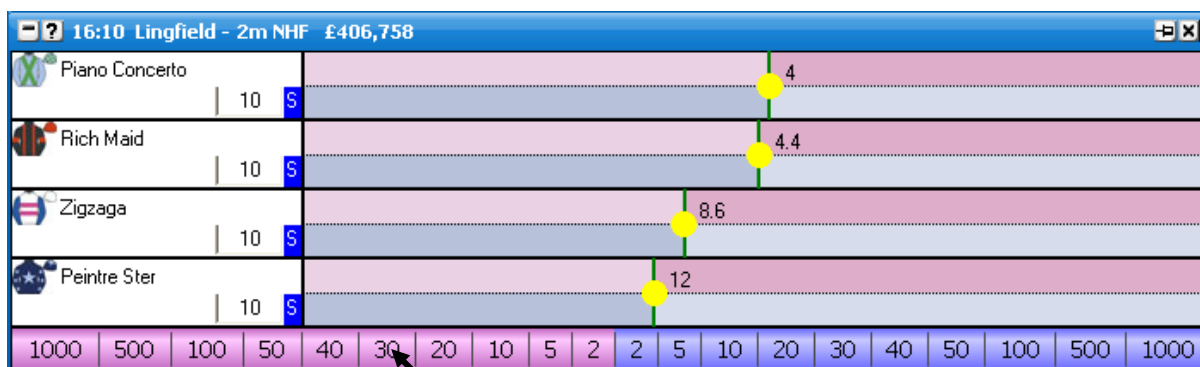 16:10 Lingfield - 2m NHF £406,758
Piano Concerto
4
10 S
Rich Maid
4.4
10 S
Zigzaga
8.6
10 S
Peintre Ster
12
10 S
1000 500 100 50 40 30 20 10 5 2 2 5 10 20 30 40 50 100 500 1000